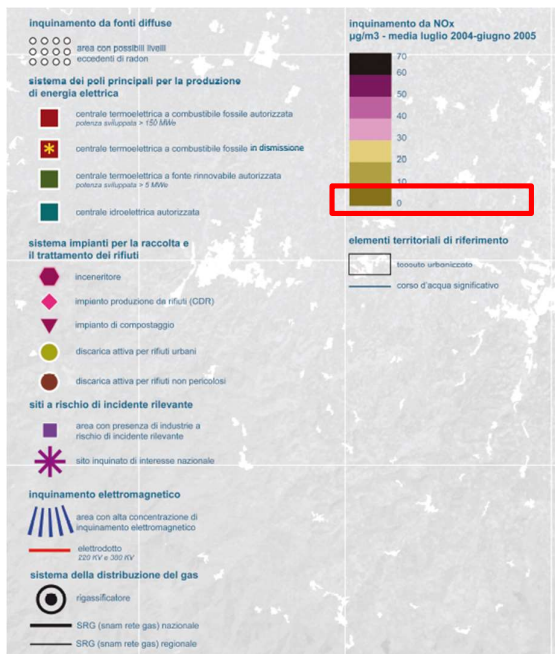 inquinamento da fonti diffuse
area con possibili livelli
eccedenti di radon
sistema dei poli principali per la produzione
di energia elettrica
centrale termoelettrica a combustibile fossile autorizzata
potenza sviluppata > 150 MWe
centrale termoelettrica a combustibile fossile in dismissione
centrale termoelettrica a fonte rinnovabile autorizzata
potenza sviluppata > 5 MWe
centrale idroelettrica autorizzata
sistema impianti per la raccolta e
il trattamento dei rifiuti
inceneritore
impianto produzione da rifiuti (CDR)
impianto di compostaggio
discarica attiva per rifiuti urbani
discarica attiva per rifiuti non pericolosi
siti a rischio di incidente rilevante
area con presenza di industrie a
rischio di incidente rilevante
sito inquinato di interesse nazionale
inquinamento elettromagnetico
area con alta concentrazione di
inquinamento elettromagnetico
elettrodotto
220 KV e 380 KV
sistema della distribuzione del gas
rigassificatore
SRG (snam rete gas) nazionale
SRG (snam rete gas) regionale
inquinamento da NOx
µg/m3 - media luglio 2004-giugno 2005
70
60
50
40
30
20
10
0
elementi territoriali di riferimento
tessuto urbanizzato
corso d'acqua significativo